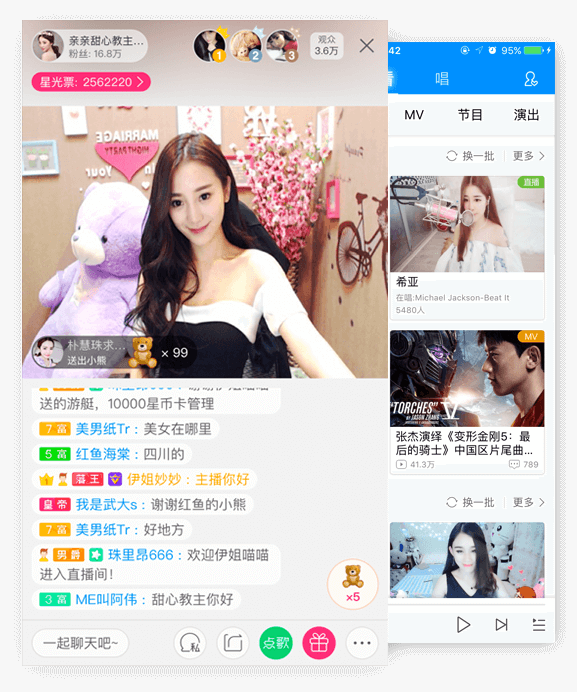 亲亲甜心教主...
粉丝: 16.8万
1
2
3
观众
3.6万
星光票: 2562220
MARRIAGE
Your
朴慧珠求...
送出小熊
× 99
送的游艇，10000星币卡管理
7 富 美男纸Tr：美女在哪里
5 富 红鱼海棠：四川的
藩王 伊姐妙妙：主播你好
皇帝 我是武大s：谢谢红鱼的小熊
7 富 美男纸Tr：好地方
男爵 珠里昂666：欢迎伊姐喵喵
进入直播间！
3 富 ME叫阿伟：甜心教主你好
×5
一起聊天吧~
私
点歌
42
95%
看
唱
MV
节目
演出
换一批
更多
直播
希亚
在唱:Michael Jackson-Beat It
5480人
MV
"TORCHES"
BY JASON ZHANG
张杰演绎《变形金刚5：最
后的骑士》中国区片尾曲...
41.3万
789
换一批
更多